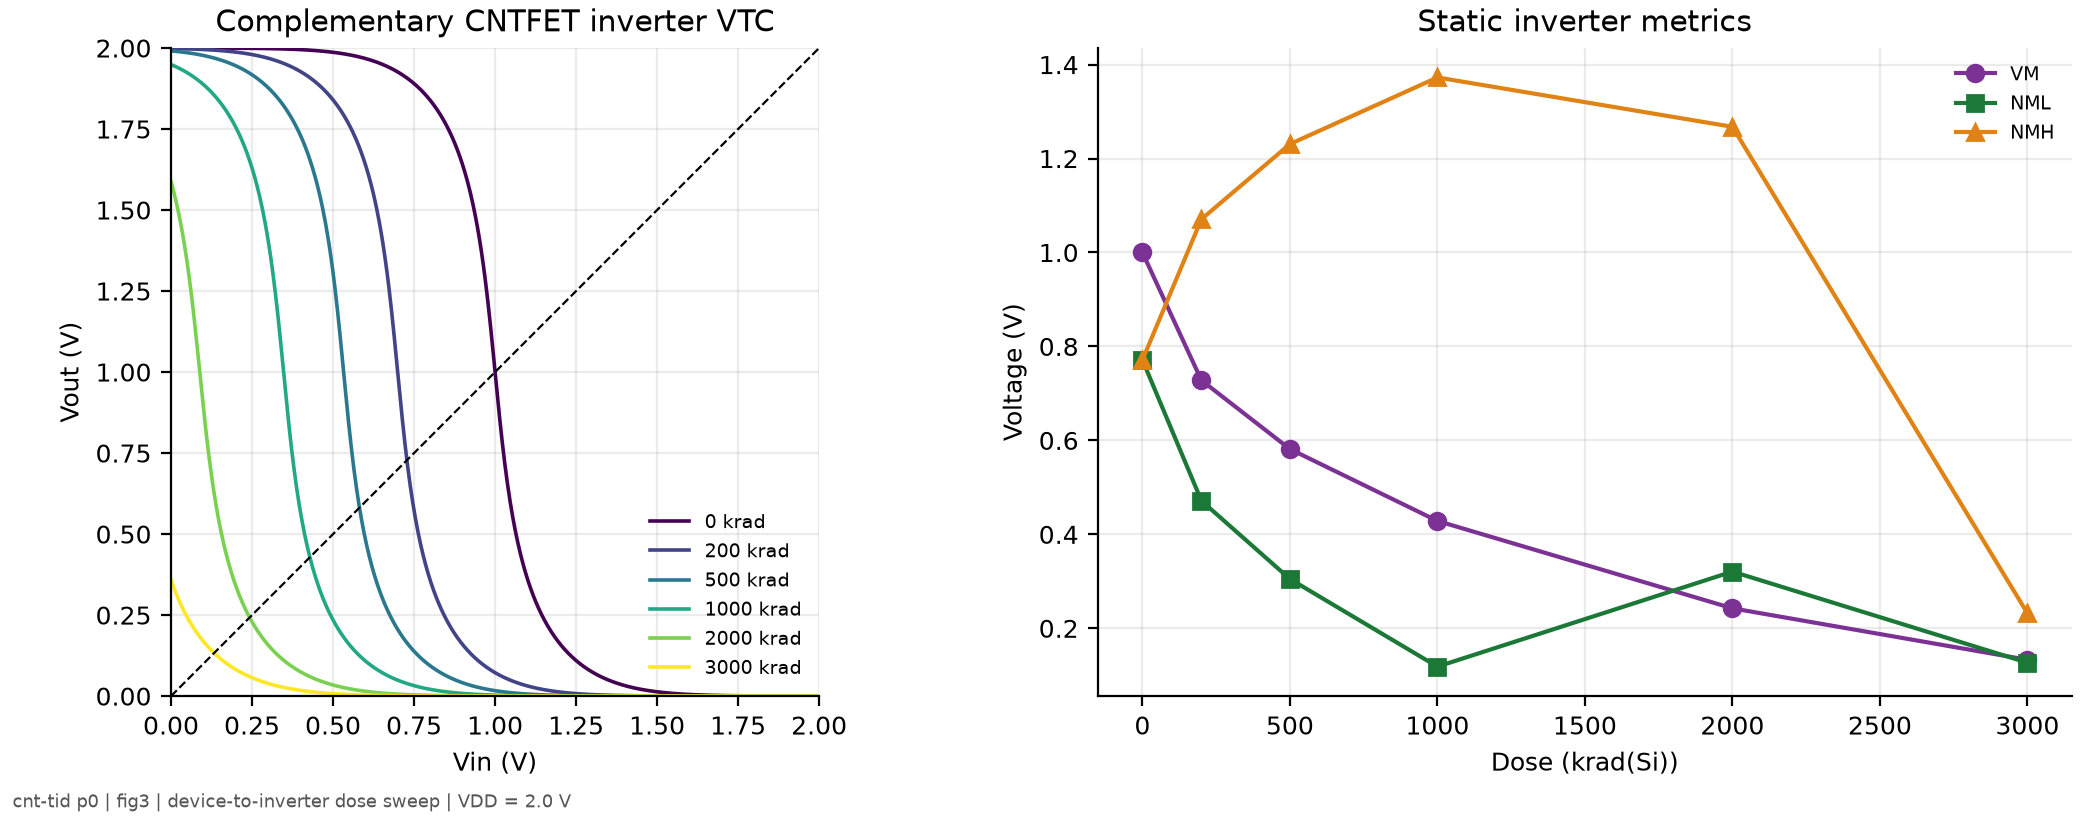 Complementary CNTFET inverter VTC
Vout (V)
2.00
1.75
1.50
1.25
1.00
0.75
0.50
0.25
0.00
0 krad
200 krad
500 krad
1000 krad
2000 krad
3000 krad
0.00 0.25 0.50 0.75 1.00 1.25 1.50 1.75 2.00
Vin (V)
Static inverter metrics
Voltage (V)
1.4
1.2
1.0
0.8
0.6
0.4
0.2
VM
NML
NMH
0 500 1000 1500 2000 2500 3000
Dose (krad(Si))
cnt-tid p0 | fig3 | device-to-inverter dose sweep | VDD = 2.0 V